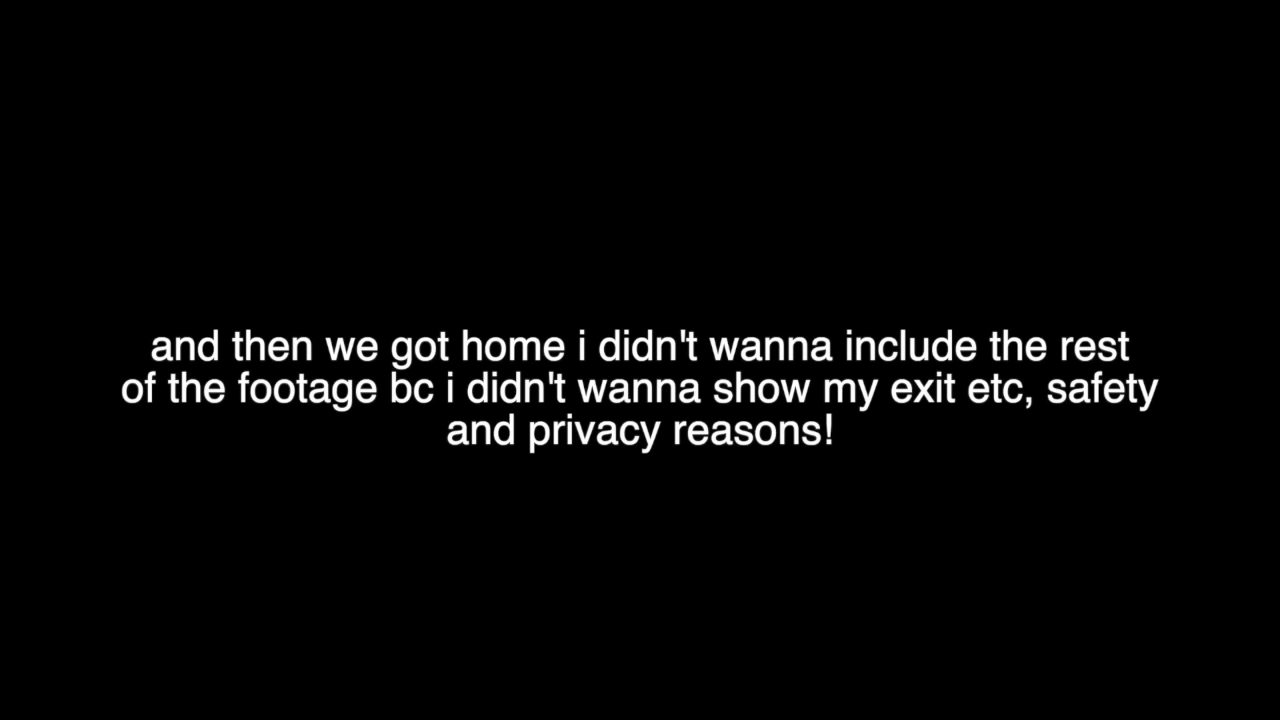 and then we got home i didn't wanna include the rest
of the footage bc i didn't wanna show my exit etc, safety
and privacy reasons!